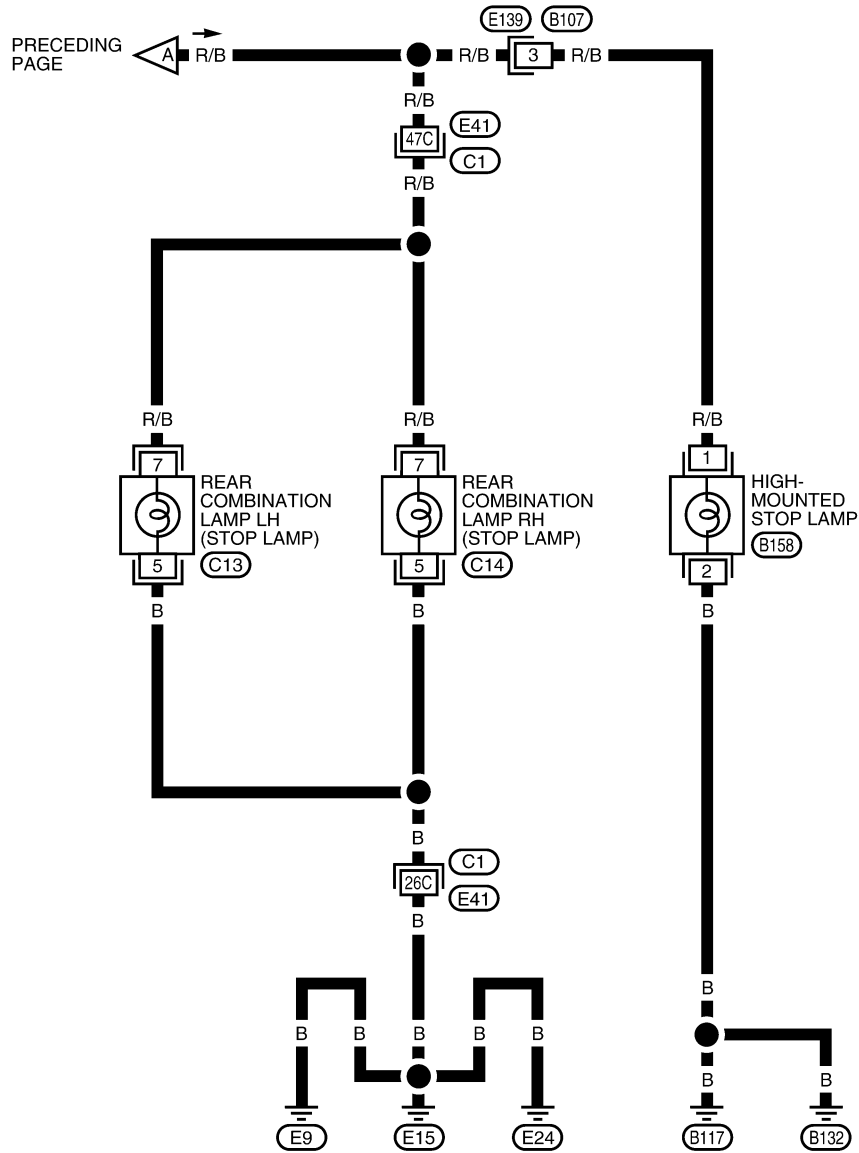 E139 B107
PRECEDING
PAGE
A R/B R/B 3 R/B
R/B
47C E41
C1
R/B
R/B R/B R/B
7 7 1
REAR
COMBINATION
LAMP LH
(STOP LAMP)
C13
REAR
COMBINATION
LAMP RH
(STOP LAMP)
C14
HIGH-
MOUNTED
STOP LAMP
B158
5 5 2
B B B
B
C1
26C
E41
B
B
B B B B B
B B
E9 E15 E24 B117 B132